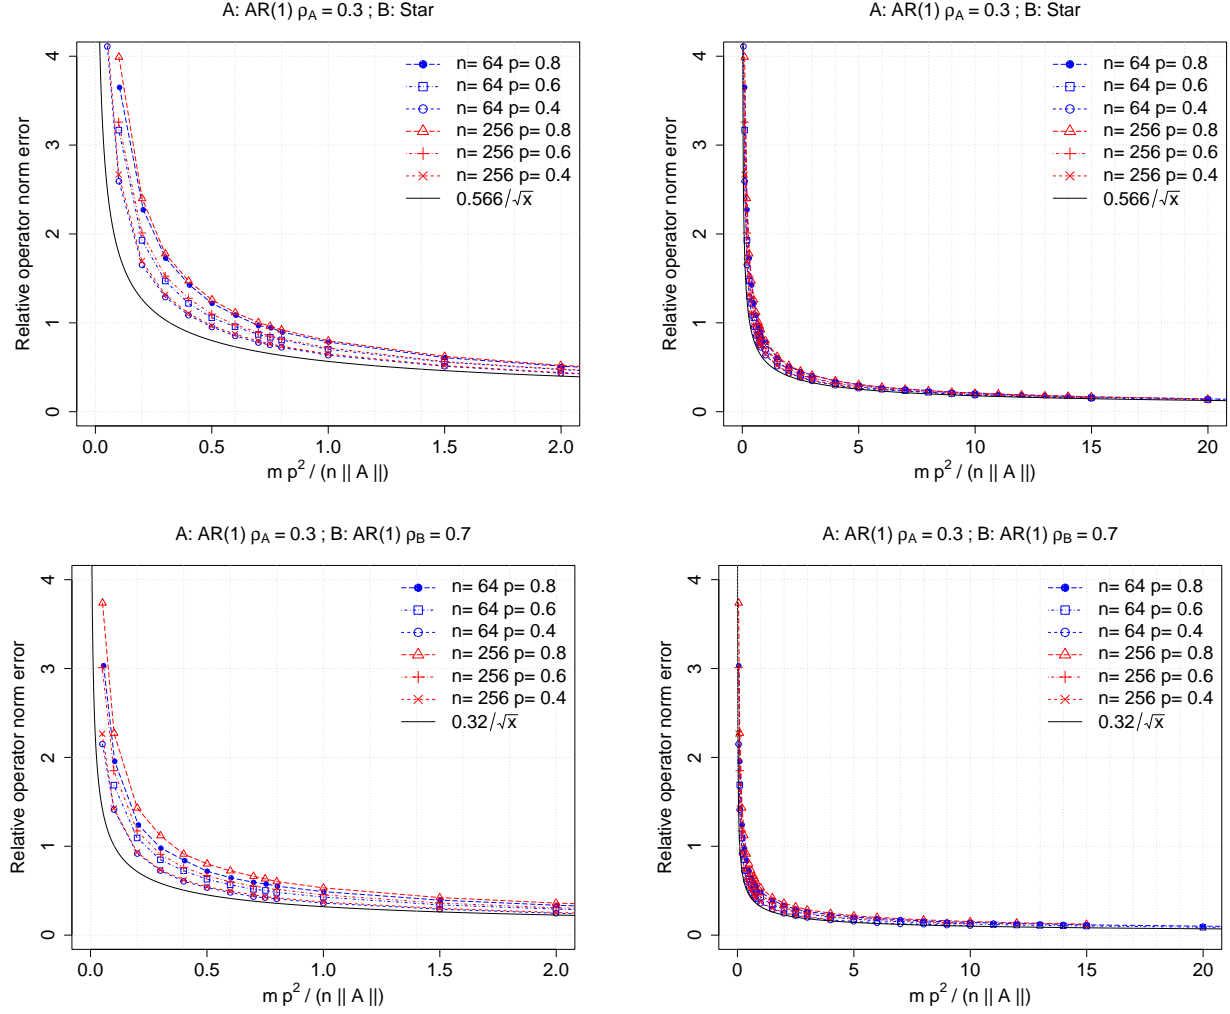 A: AR(1) ρA = 0.3 ; B: Star
Relative operator norm error
4
3
2
1
0
n= 64 p= 0.8
n= 64 p= 0.6
n= 64 p= 0.4
n= 256 p= 0.8
n= 256 p= 0.6
n= 256 p= 0.4
0.566/√x
0.0 0.5 1.0 1.5 2.0
m p² / (n || A ||)
A: AR(1) ρA = 0.3 ; B: Star
Relative operator norm error
4
3
2
1
0
n= 64 p= 0.8
n= 64 p= 0.6
n= 64 p= 0.4
n= 256 p= 0.8
n= 256 p= 0.6
n= 256 p= 0.4
0.566/√x
0 5 10 15 20
m p² / (n || A ||)
A: AR(1) ρA = 0.3 ; B: AR(1) ρB = 0.7
Relative operator norm error
4
3
2
1
0
n= 64 p= 0.8
n= 64 p= 0.6
n= 64 p= 0.4
n= 256 p= 0.8
n= 256 p= 0.6
n= 256 p= 0.4
0.32/√x
0.0 0.5 1.0 1.5 2.0
m p² / (n || A ||)
A: AR(1) ρA = 0.3 ; B: AR(1) ρB = 0.7
Relative operator norm error
4
3
2
1
0
n= 64 p= 0.8
n= 64 p= 0.6
n= 64 p= 0.4
n= 256 p= 0.8
n= 256 p= 0.6
n= 256 p= 0.4
0.32/√x
0 5 10 15 20
m p² / (n || A ||)